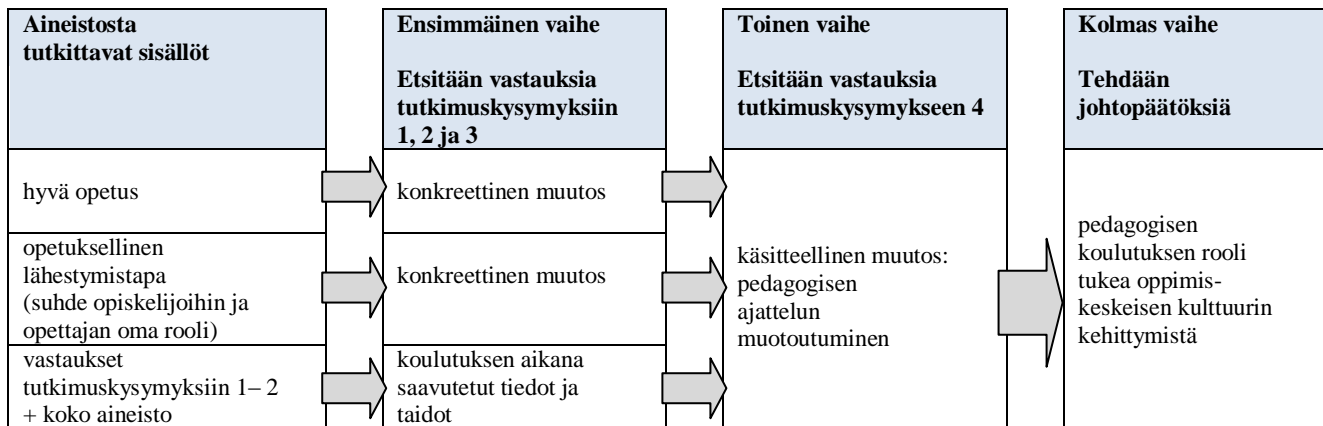 Aineistosta
tutkittavat sisällöt
Ensimmäinen vaihe
Etsitään vastauksia
tutkimuskysymyksiin
1, 2 ja 3
Toinen vaihe
Etsitään vastauksia
tutkimuskysymykseen 4
Kolmas vaihe
Tehdään
johtopäätöksiä
hyvä opetus
konkreettinen muutos
opetuksellinen
lähestymistapa
(suhde opiskelijoihin ja
opettajan oma rooli)
konkreettinen muutos
vastaukset
tutkimuskysymyksiin 1– 2
+ koko aineisto
koulutuksen aikana
saavutetut tiedot ja
taidot
käsitteellinen muutos:
pedagogisen
ajattelun
muotoutuminen
pedagogisen
koulutuksen rooli
tukea oppimis-
keskeisen kulttuurin
kehittymistä